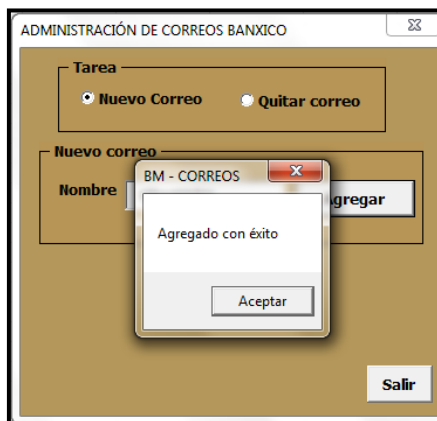 ADMINISTRACIÓN DE CORREOS BANXICO
Tarea
Nuevo Correo Quitar correo
Nuevo correo
BM - CORREOS
Nombre
Agregar
Agregado con éxito
Aceptar
Salir